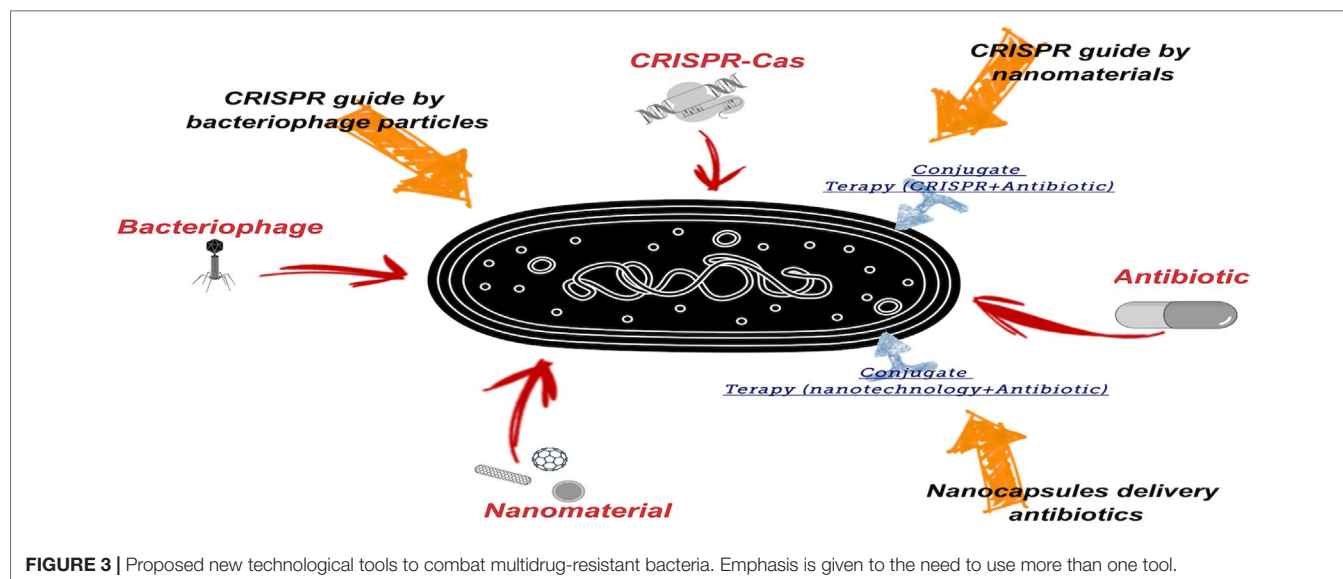 CRISPR-Cas
CRISPR guide by
nanomaterials
CRISPR guide by
bacteriophage particles
Conjugate
Terapy (CRISPR+Antibiotic)
Bacteriophage
Antibiotic
Conjugate
Terapy (nanotechnology+Antibiotic)
Nanomaterial
Nanocapsules delivery
antibiotics
FIGURE 3 | Proposed new technological tools to combat multidrug-resistant bacteria. Emphasis is given to the need to use more than one tool.